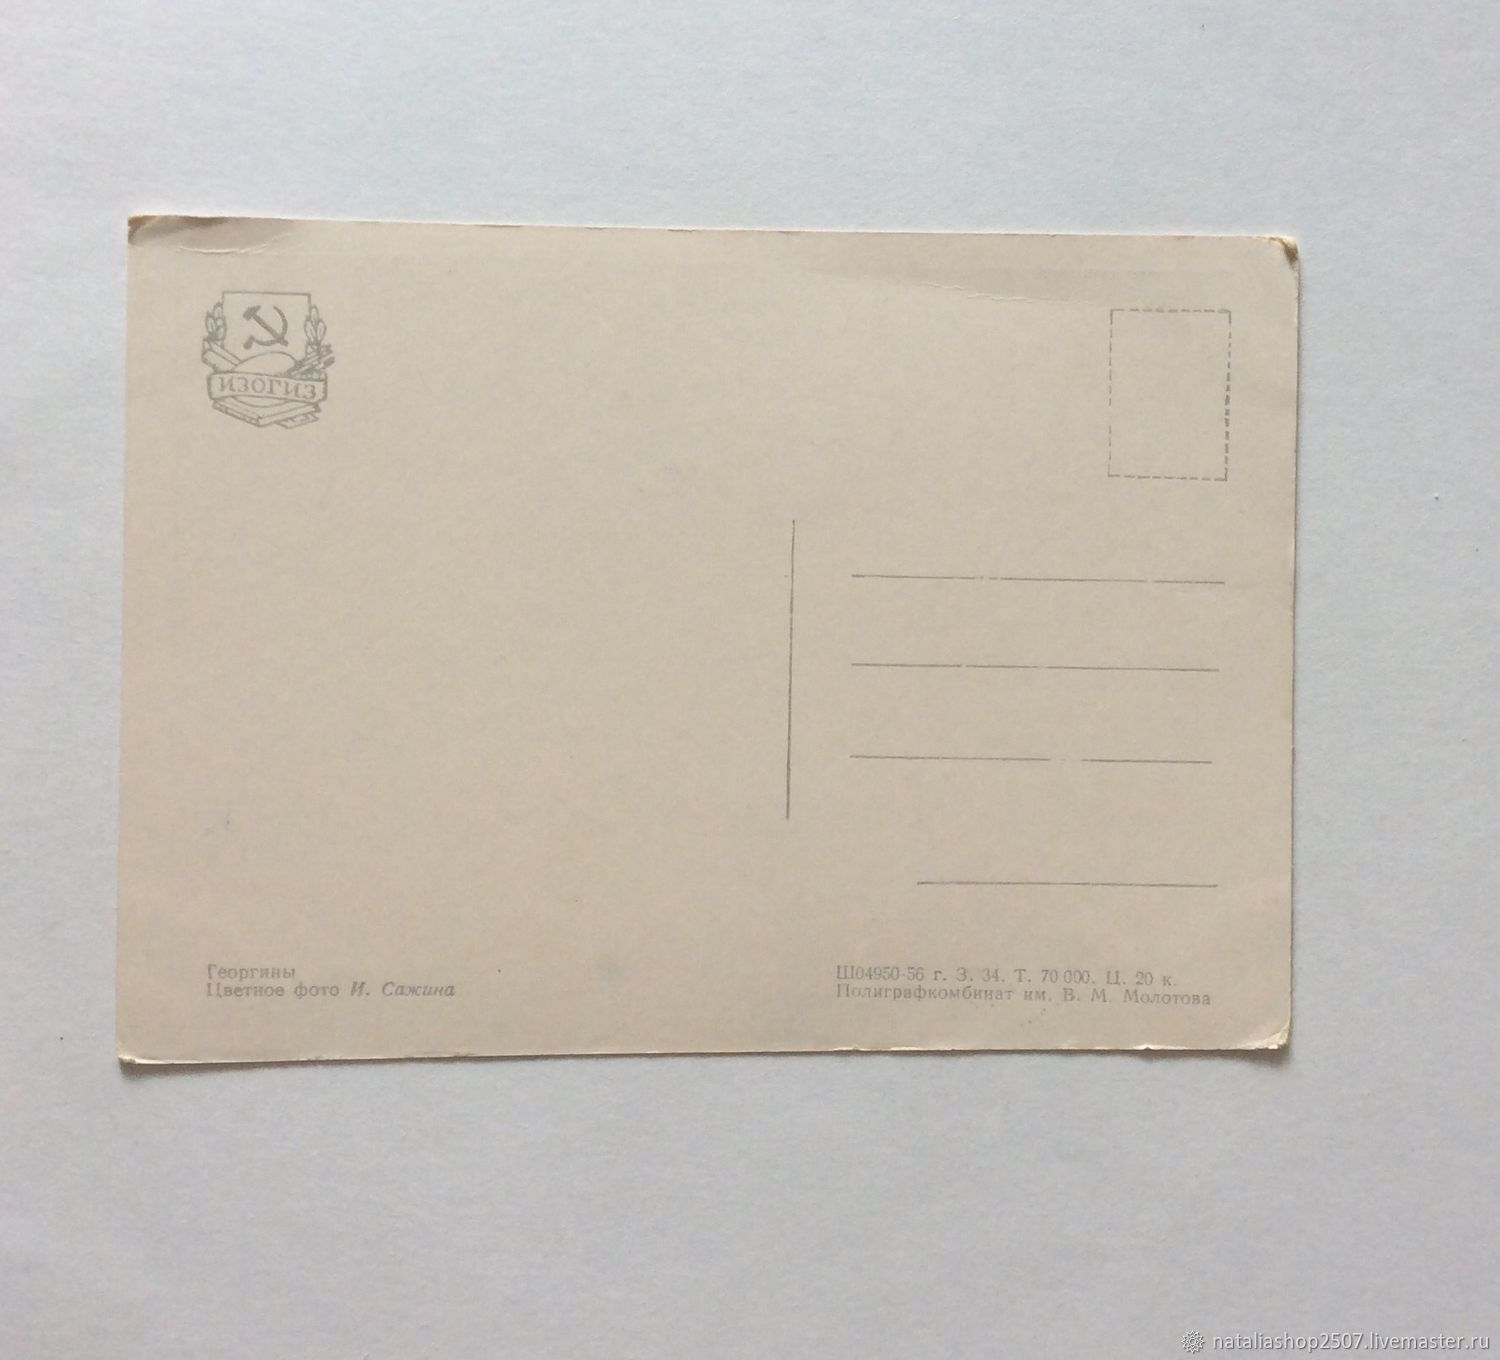 ИЗОГИЗ
Георгины
Цветное фото И. Сажина
Ш04950-56 г. З. 34. Т. 70 000. Ц. 20 к.
Полиграфкомбинат им. В. М. Молотова
nataliashop2507.livemaster.ru